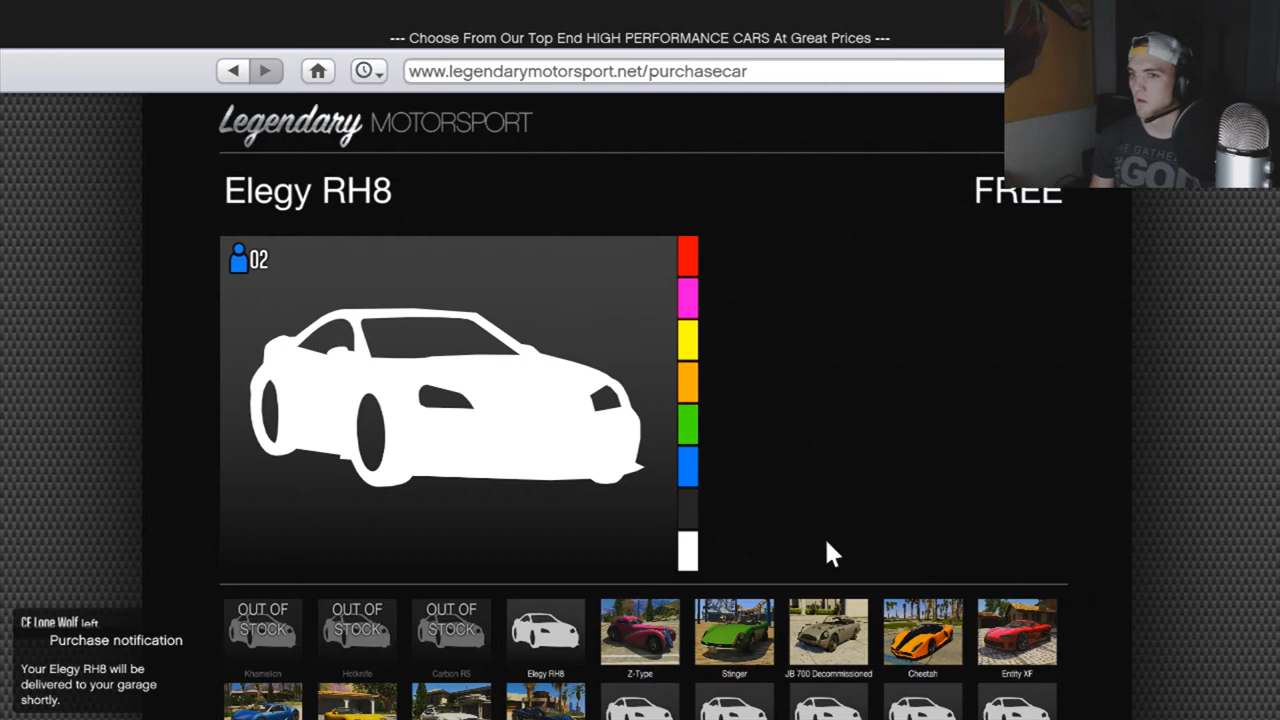 --- Choose From Our Top End HIGH PERFORMANCE CARS At Great Prices ---
www.legendarymotorsport.net/purchasecar
Legendary MOTORSPORT
Elegy RH8
FREE
02
THE GATHE
GOD
OUT OF STOCK
OUT OF STOCK
OUT OF STOCK
Khamelion
Hotknife
Carbon RS
Elegy RH8
Z-Type
Stinger
JB 700 Decommissioned
Cheetah
Entity XF
CF Lone Wolf left.
Purchase notification
Your Elegy RH8 will be
delivered to your garage
shortly.